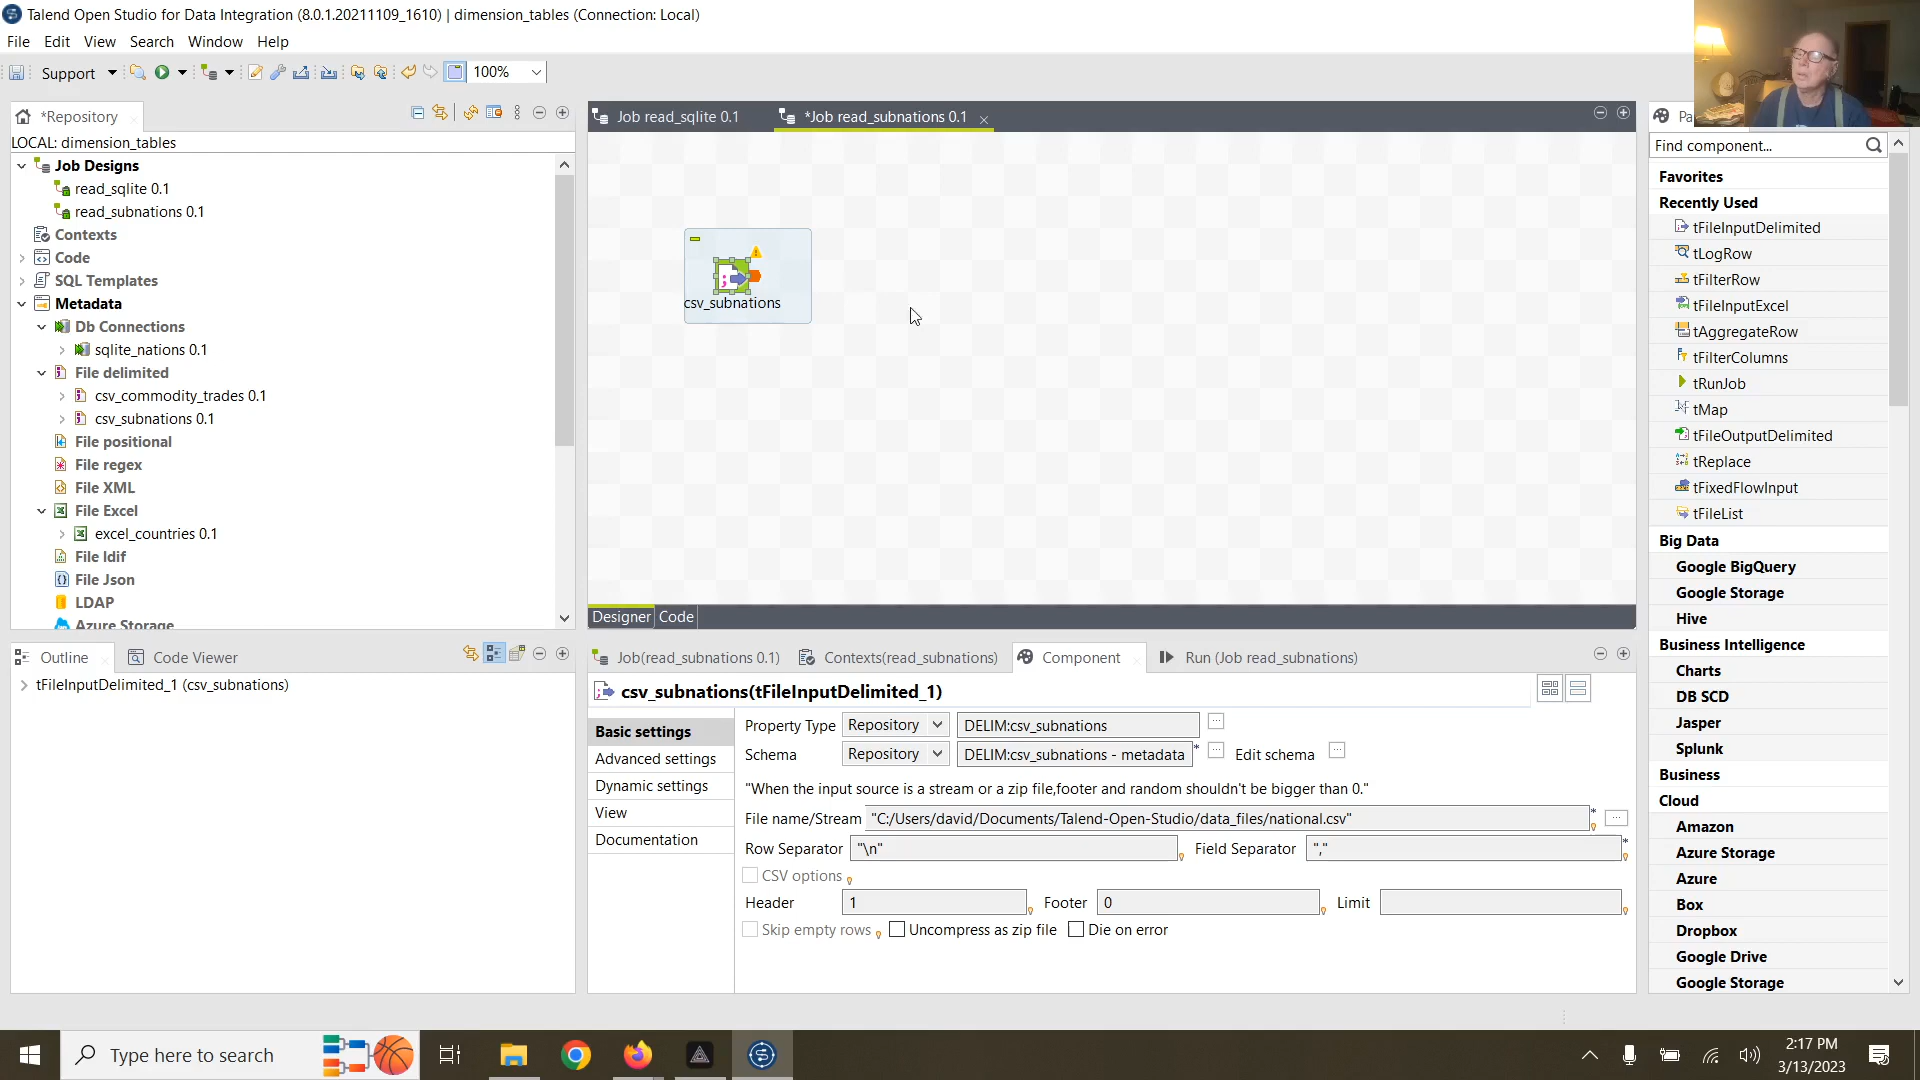 Talend Open Studio for Data Integration (8.0.1.20211109_1610) | dimension_tables (Connection: Local)
File Edit View Search Window Help
Support 100%
*Repository
LOCAL: dimension_tables
Job Designs
read_sqlite 0.1
read_subnations 0.1
Contexts
Code
SQL Templates
Metadata
Db Connections
sqlite_nations 0.1
File delimited
csv_commodity_trades 0.1
csv_subnations 0.1
File positional
File regex
File XML
File Excel
excel_countries 0.1
File ldif
File Json
LDAP
Azure Storage
Outline Code Viewer
tFileInputDelimited_1 (csv_subnations)
Job read_sqlite 0.1 *Job read_subnations 0.1
csv_subnations
Designer Code
Job(read_subnations 0.1) Contexts(read_subnations) Component Run (Job read_subnations)
csv_subnations(tFileInputDelimited_1)
Basic settings
Advanced settings
Dynamic settings
View
Documentation
Property Type Repository DELIM:csv_subnations
Schema Repository DELIM:csv_subnations - metadata * Edit schema
"When the input source is a stream or a zip file,footer and random shouldn't be bigger than 0."
File name/Stream "C:/Users/david/Documents/Talend-Open-Studio/data_files/national.csv" *
Row Separator "\n" Field Separator "," *
CSV options
Header 1 Footer 0 Limit
Skip empty rows Uncompress as zip file Die on error
Pa
Find component...
Favorites
Recently Used
tFileInputDelimited
tLogRow
tFilterRow
tFileInputExcel
tAggregateRow
tFilterColumns
tRunJob
tMap
tFileOutputDelimited
tReplace
tFixedFlowInput
tFileList
Big Data
Google BigQuery
Google Storage
Hive
Business Intelligence
Charts
DB SCD
Jasper
Splunk
Business
Cloud
Amazon
Azure Storage
Azure
Box
Dropbox
Google Drive
Google Storage
Type here to search
2:17 PM
3/13/2023